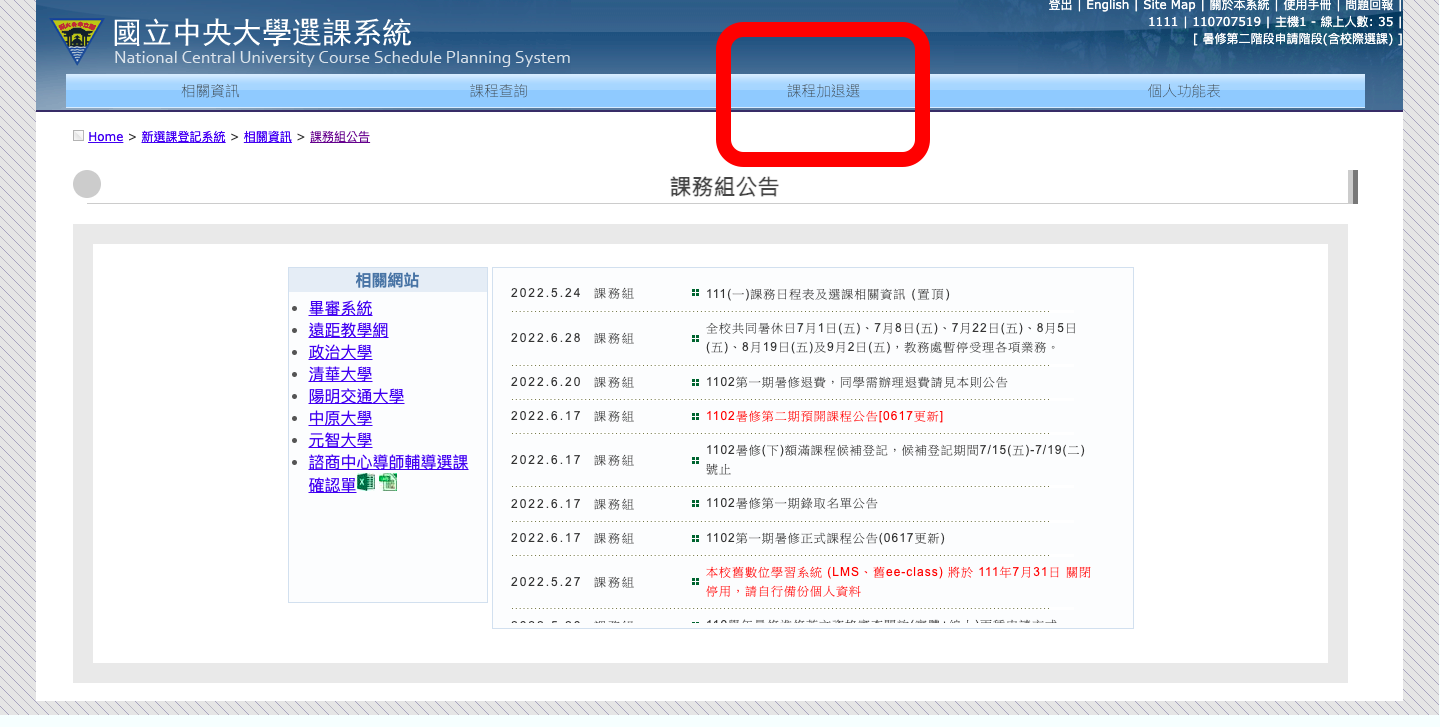 登出 | English | Site Map | 關於本系統 | 使用手冊 | 問題回報 |
1111 | 110707519 | 主機1 - 線上人數: 35 |
[ 暑修第二階段申請階段(含校際選課) ]
國立中央大學選課系統
National Central University Course Schedule Planning System
相關資訊 課程查詢 課程加退選 個人功能表
Home > 新選課登記系統 > 相關資訊 > 課務組公告
課務組公告
相關網站
畢審系統
遠距教學網
政治大學
清華大學
陽明交通大學
中原大學
元智大學
諮商中心導師輔導選課
確認單
2022.5.24 課務組 111(一)課務日程表及選課相關資訊 (置頂)
2022.6.28 課務組 全校共同暑休日7月1日(五)、7月8日(五)、7月22日(五)、8月5日
(五)、8月19日(五)及9月2日(五)，教務處暫停受理各項業務。
2022.6.20 課務組 1102第一期暑修退費，同學需辦理退費請見本則公告
2022.6.17 課務組 1102暑修第二期預開課程公告[0617更新]
2022.6.17 課務組 1102暑修(下)額滿課程候補登記，候補登記期間7/15(五)-7/19(二)
號止
2022.6.17 課務組 1102暑修第一期錄取名單公告
2022.6.17 課務組 1102第一期暑修正式課程公告(0617更新)
2022.5.27 課務組 本校舊數位學習系統 (LMS、舊ee-class) 將於 111年7月31日 關閉
停用，請自行備份個人資料